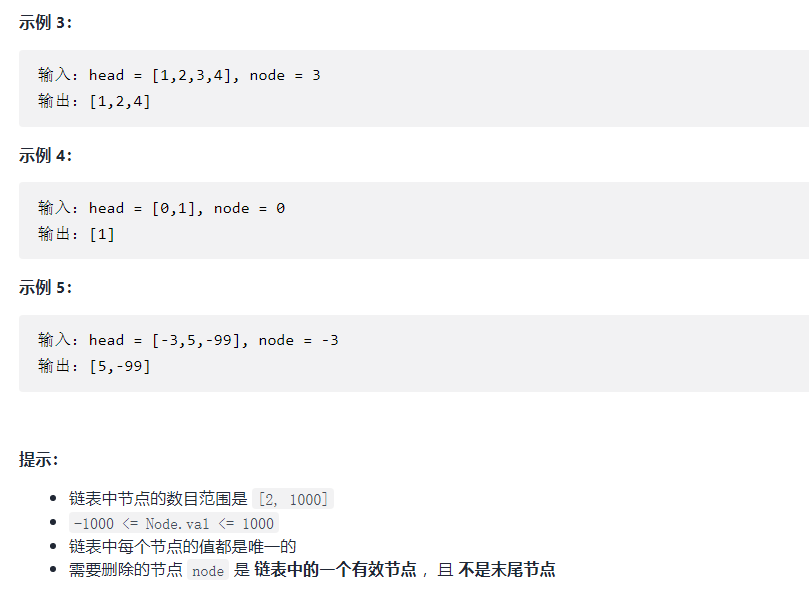 示例 3：
输入：head = [1,2,3,4], node = 3
输出：[1,2,4]
示例 4：
输入：head = [0,1], node = 0
输出：[1]
示例 5：
输入：head = [-3,5,-99], node = -3
输出：[5,-99]
提示：
• 链表中节点的数目范围是 [2, 1000]
• -1000 <= Node.val <= 1000
• 链表中每个节点的值都是唯一的
• 需要删除的节点 node 是 链表中的一个有效节点 ，且 不是末尾节点